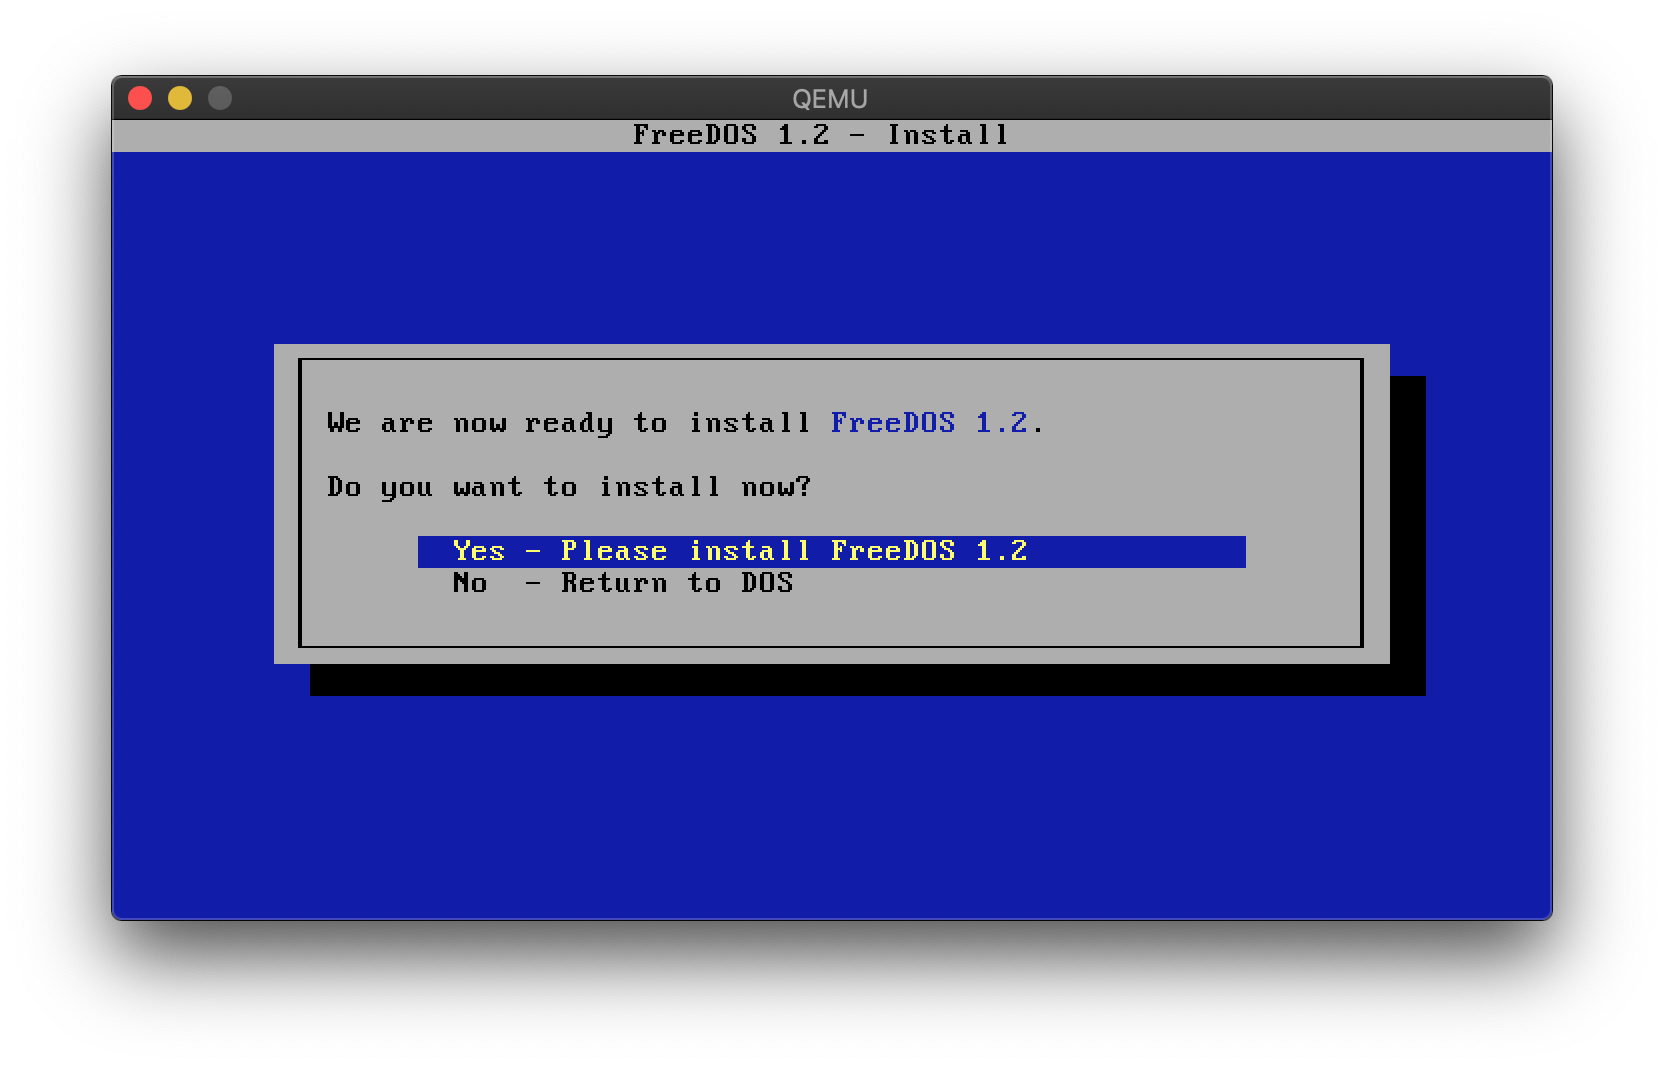 QEMU
FreeDOS 1.2 - Install
We are now ready to install FreeDOS 1.2.
Do you want to install now?
Yes - Please install FreeDOS 1.2
No  - Return to DOS